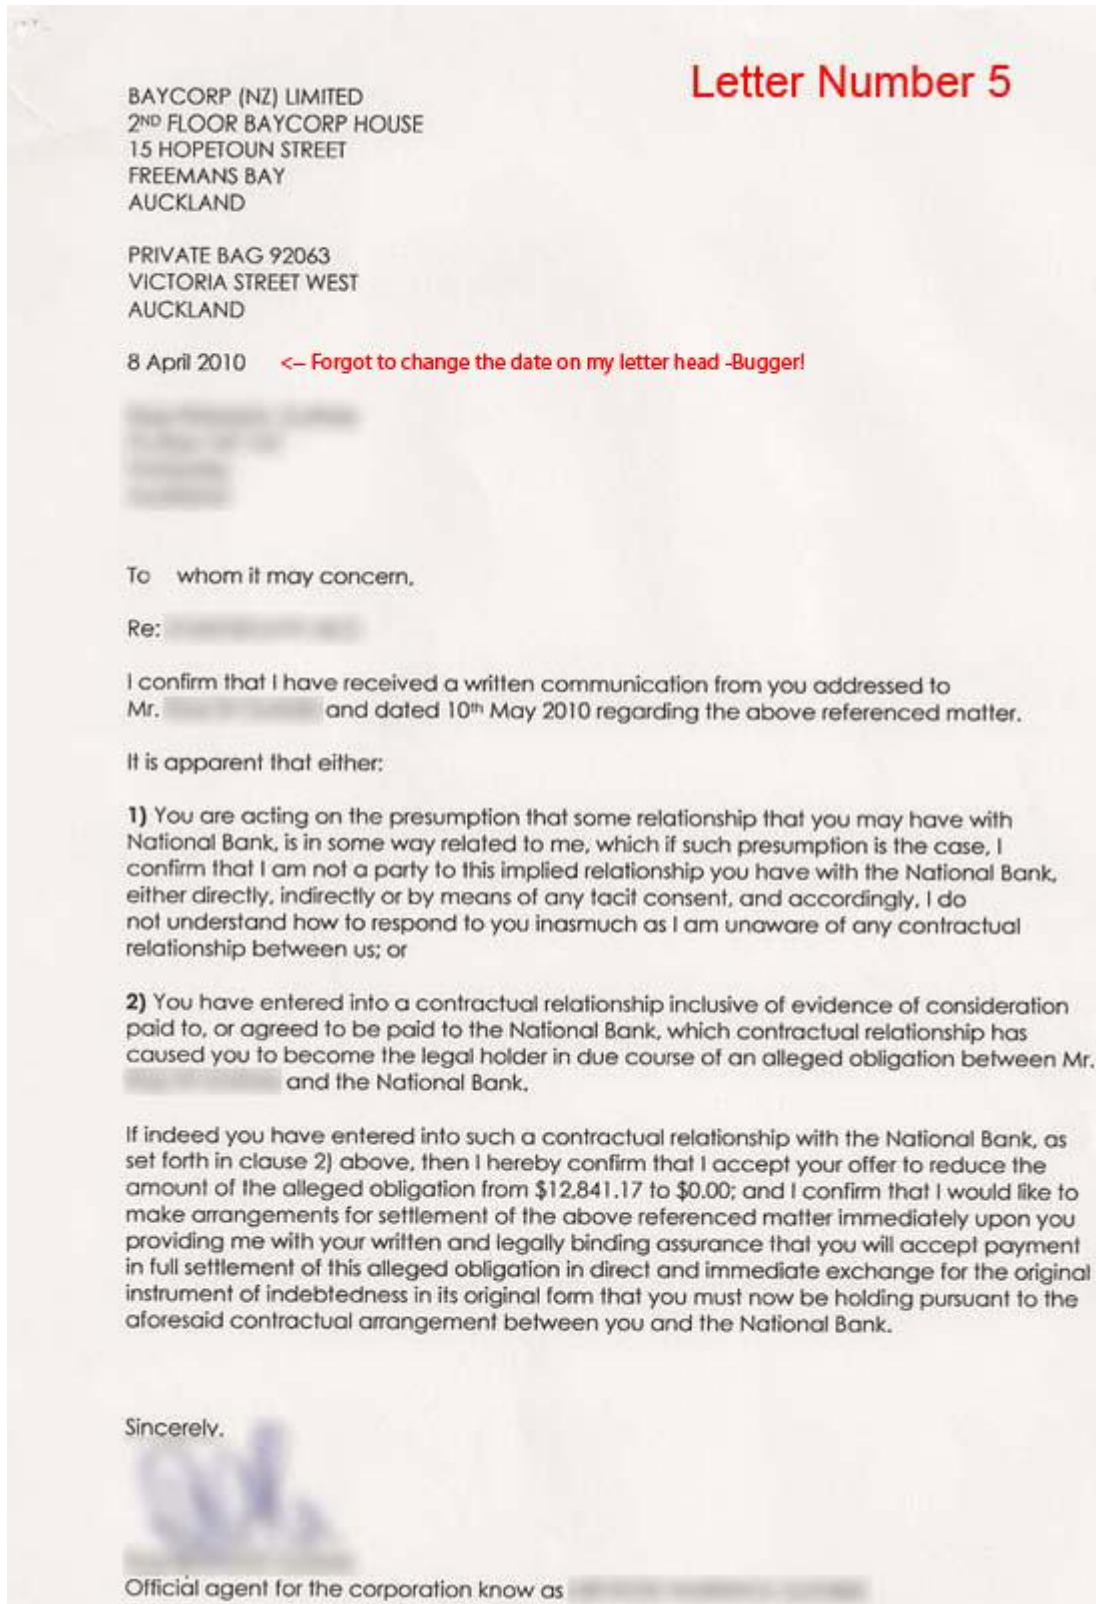 Letter Number 5
BAYCORP (NZ) LIMITED
2ND FLOOR BAYCORP HOUSE
15 HOPETOUN STREET
FREEMANS BAY
AUCKLAND
PRIVATE BAG 92063
VICTORIA STREET WEST
AUCKLAND
8 April 2010 <– Forgot to change the date on my letter head -Bugger!
To whom it may concern,
Re:
I confirm that I have received a written communication from you addressed to
Mr. and dated 10th May 2010 regarding the above referenced matter.
It is apparent that either:
1) You are acting on the presumption that some relationship that you may have with
National Bank, is in some way related to me, which if such presumption is the case, I
confirm that I am not a party to this implied relationship you have with the National Bank,
either directly, indirectly or by means of any tacit consent, and accordingly, I do
not understand how to respond to you inasmuch as I am unaware of any contractual
relationship between us; or
2) You have entered into a contractual relationship inclusive of evidence of consideration
paid to, or agreed to be paid to the National Bank, which contractual relationship has
caused you to become the legal holder in due course of an alleged obligation between Mr.
and the National Bank.
If indeed you have entered into such a contractual relationship with the National Bank, as
set forth in clause 2) above, then I hereby confirm that I accept your offer to reduce the
amount of the alleged obligation from $12,841.17 to $0.00; and I confirm that I would like to
make arrangements for settlement of the above referenced matter immediately upon you
providing me with your written and legally binding assurance that you will accept payment
in full settlement of this alleged obligation in direct and immediate exchange for the original
instrument of indebtedness in its original form that you must now be holding pursuant to the
aforesaid contractual arrangement between you and the National Bank.
Sincerely,
Official agent for the corporation know as